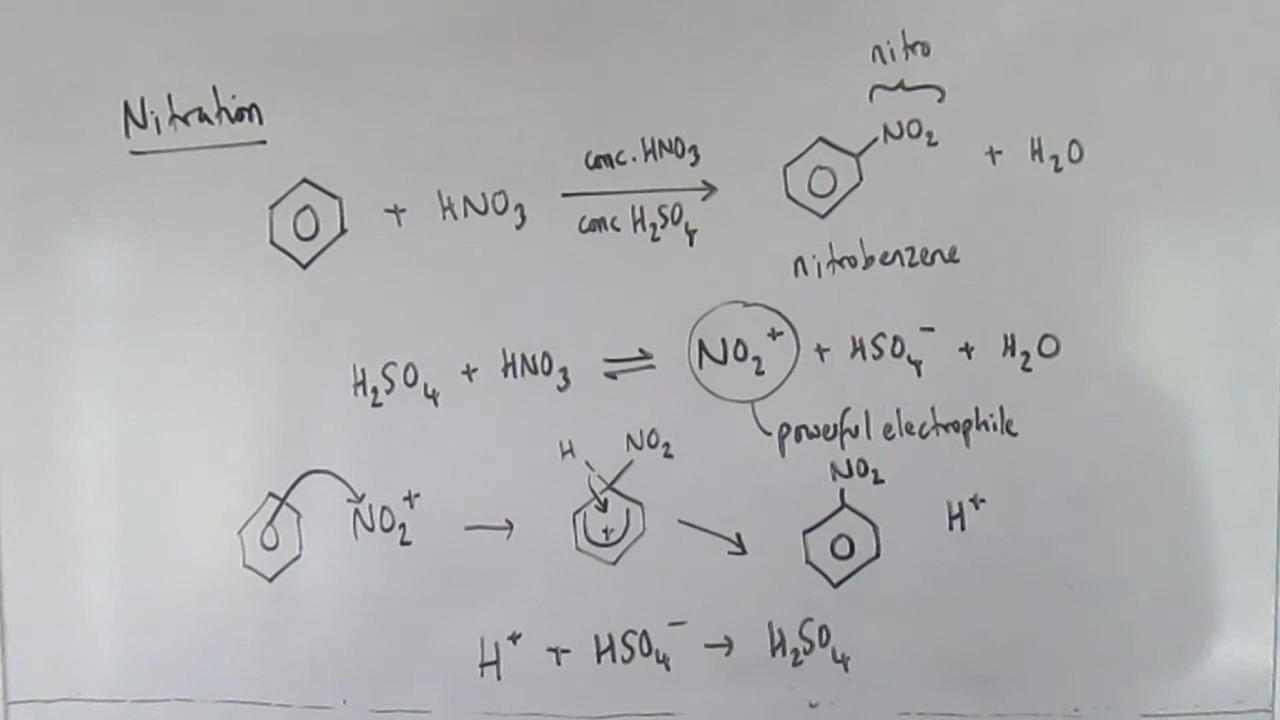 nitro
Nitration
+ HNO₃ conc. HNO₃ NO₂ + H₂O
conc H₂SO₄
nitrobenzene
H₂SO₄ + HNO₃ ⇌ NO₂⁺ + HSO₄⁻ + H₂O
powerful electrophile
NO₂⁺ → H NO₂ + → NO₂ H⁺
H⁺ + HSO₄⁻ → H₂SO₄